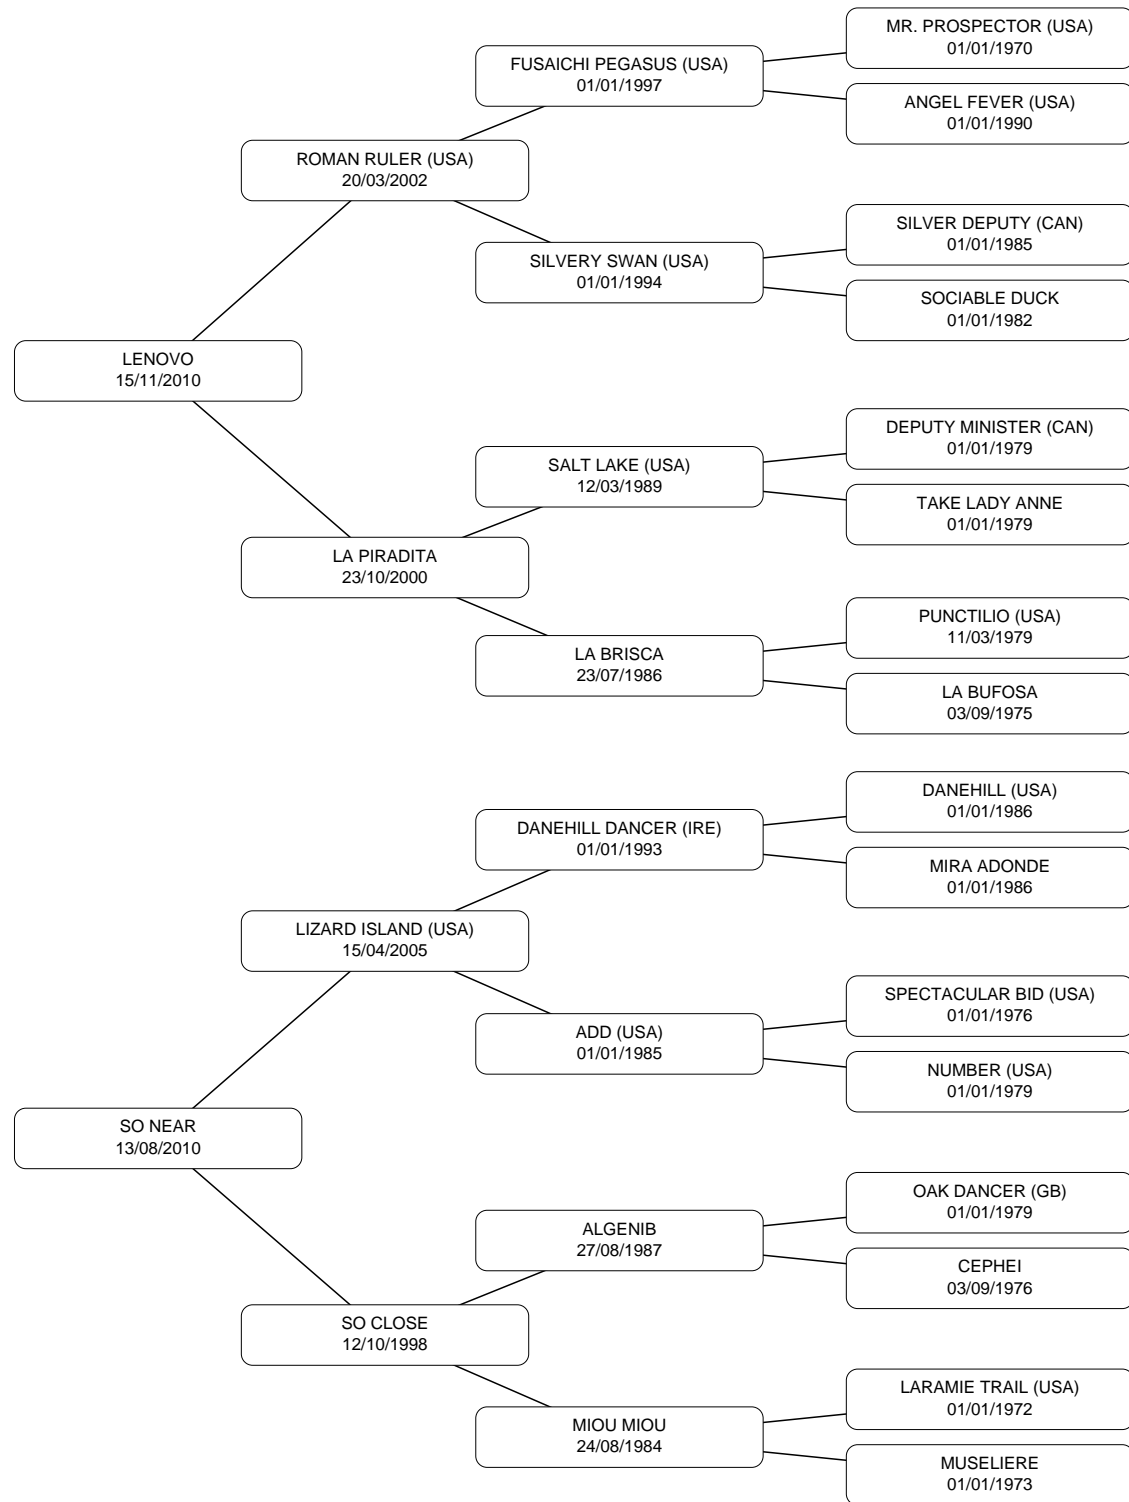 MR. PROSPECTOR (USA)
01/01/1970
FUSAICHI PEGASUS (USA)
01/01/1997
ANGEL FEVER (USA)
01/01/1990
ROMAN RULER (USA)
20/03/2002
SILVER DEPUTY (CAN)
01/01/1985
SILVERY SWAN (USA)
01/01/1994
SOCIABLE DUCK
01/01/1982
LENOVO
15/11/2010
DEPUTY MINISTER (CAN)
01/01/1979
SALT LAKE (USA)
12/03/1989
TAKE LADY ANNE
01/01/1979
LA PIRADITA
23/10/2000
PUNCTILIO (USA)
11/03/1979
LA BRISCA
23/07/1986
LA BUFOSA
03/09/1975
DANEHILL (USA)
01/01/1986
DANEHILL DANCER (IRE)
01/01/1993
MIRA ADONDE
01/01/1986
LIZARD ISLAND (USA)
15/04/2005
SPECTACULAR BID (USA)
01/01/1976
ADD (USA)
01/01/1985
NUMBER (USA)
01/01/1979
SO NEAR
13/08/2010
OAK DANCER (GB)
01/01/1979
ALGENIB
27/08/1987
CEPHEI
03/09/1976
SO CLOSE
12/10/1998
LARAMIE TRAIL (USA)
01/01/1972
MIOU MIOU
24/08/1984
MUSELIERE
01/01/1973